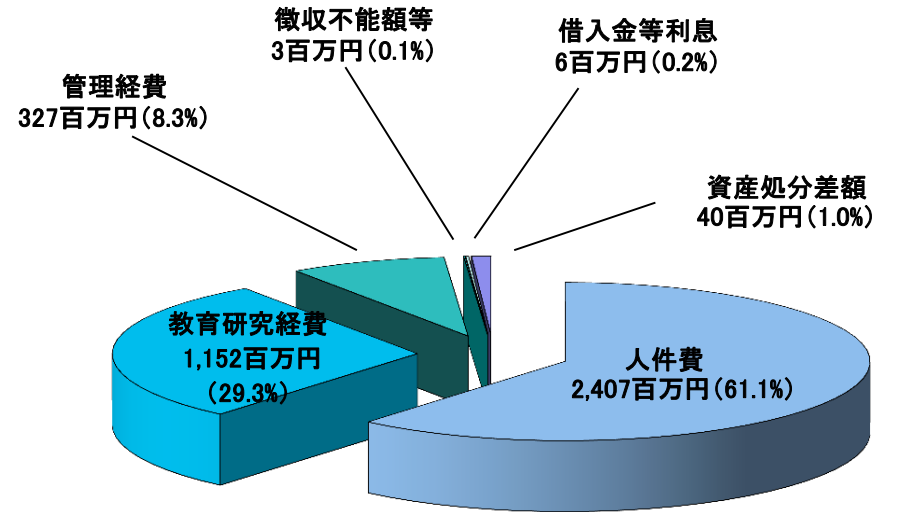 徴収不能額等
3百万円(0.1%)
借入金等利息
6百万円(0.2%)
管理経費
327百万円(8.3%)
資産処分差額
40百万円(1.0%)
教育研究経費
1,152百万円
(29.3%)
人件費
2,407百万円(61.1%)